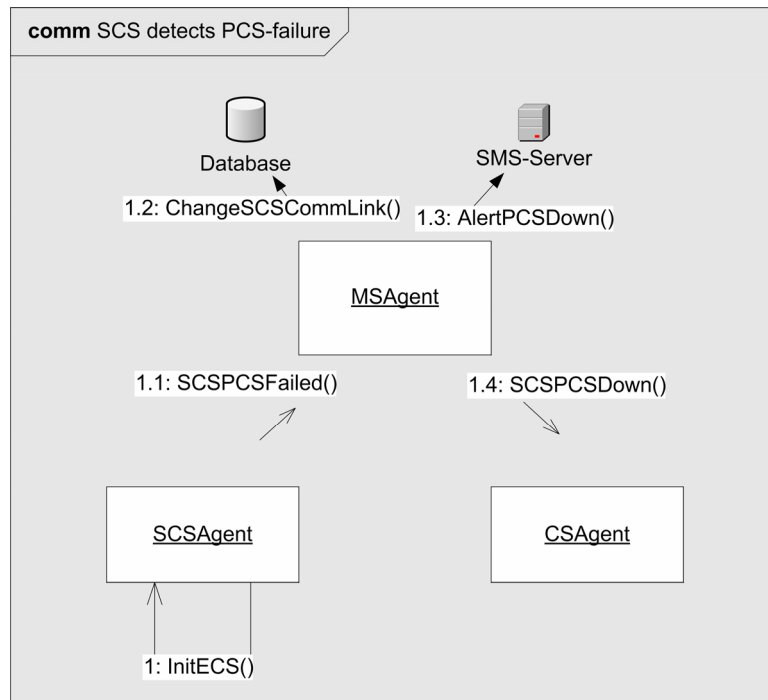 comm SCS detects PCS-failure
Database
SMS-Server
1.2: ChangeSCSCommLink()
1.3: AlertPCSDown()
MSAgent
1.1: SCSPCSFailed()
1.4: SCSPCSDown()
SCSAgent
CSAgent
1: InitECS()